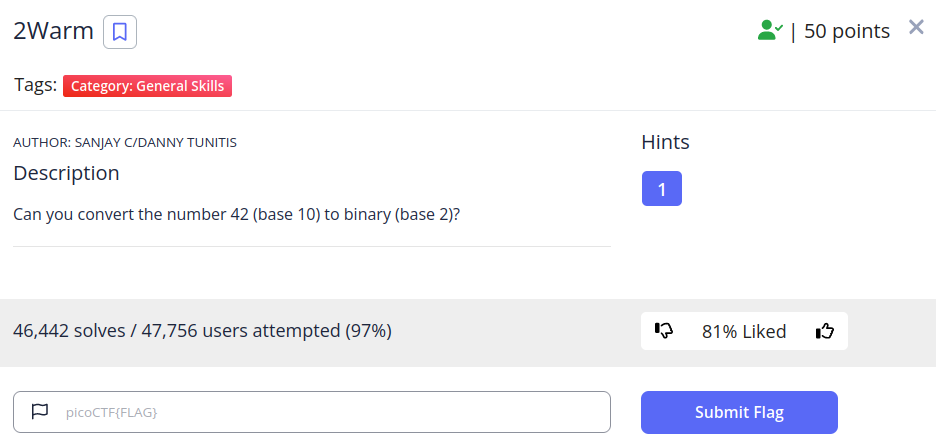 2Warm
| 50 points
Tags: Category: General Skills
AUTHOR: SANJAY C/DANNY TUNITIS
Description
Can you convert the number 42 (base 10) to binary (base 2)?
Hints
1
46,442 solves / 47,756 users attempted (97%)
81% Liked
picoCTF{FLAG}
Submit Flag